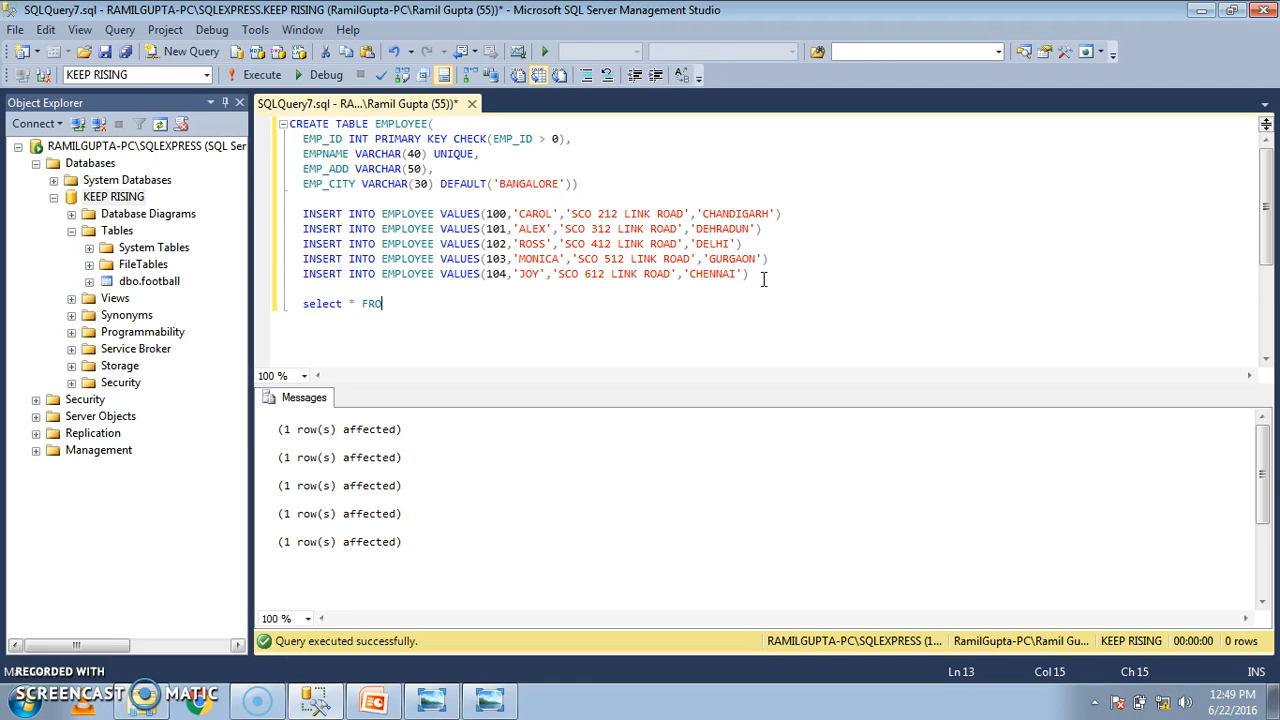 SQLQuery7.sql - RAMILGUPTA-PC\SQLEXPRESS.KEEP RISING (RamilGupta-PC\Ramil Gupta (55))* - Microsoft SQL Server Management Studio
File Edit View Query Project Debug Tools Window Help
New Query
KEEP RISING Execute Debug
Object Explorer
SQLQuery7.sql - RA...\Ramil Gupta (55))*
Connect
RAMILGUPTA-PC\SQLEXPRESS (SQL Ser
Databases
System Databases
KEEP RISING
Database Diagrams
Tables
System Tables
FileTables
dbo.football
Views
Synonyms
Programmability
Service Broker
Storage
Security
Security
Server Objects
Replication
Management
CREATE TABLE EMPLOYEE(
EMP_ID INT PRIMARY KEY CHECK(EMP_ID > 0),
EMPNAME VARCHAR(40) UNIQUE,
EMP_ADD VARCHAR(50),
EMP_CITY VARCHAR(30) DEFAULT('BANGALORE'))
INSERT INTO EMPLOYEE VALUES(100,'CAROL','SCO 212 LINK ROAD','CHANDIGARH')
INSERT INTO EMPLOYEE VALUES(101,'ALEX','SCO 312 LINK ROAD','DEHRADUN')
INSERT INTO EMPLOYEE VALUES(102,'ROSS','SCO 412 LINK ROAD','DELHI')
INSERT INTO EMPLOYEE VALUES(103,'MONICA','SCO 512 LINK ROAD','GURGAON')
INSERT INTO EMPLOYEE VALUES(104,'JOY','SCO 612 LINK ROAD','CHENNAI')
select * FRO
100 %
Messages
(1 row(s) affected)
(1 row(s) affected)
(1 row(s) affected)
(1 row(s) affected)
(1 row(s) affected)
100 %
Query executed successfully. RAMILGUPTA-PC\SQLEXPRESS (1... RamilGupta-PC\Ramil Gu... KEEP RISING 00:00:00 0 rows
RECORDED WITH
Ln 13 Col 15 Ch 15 INS
SCREENCAST MATIC
12:49 PM
6/22/2016